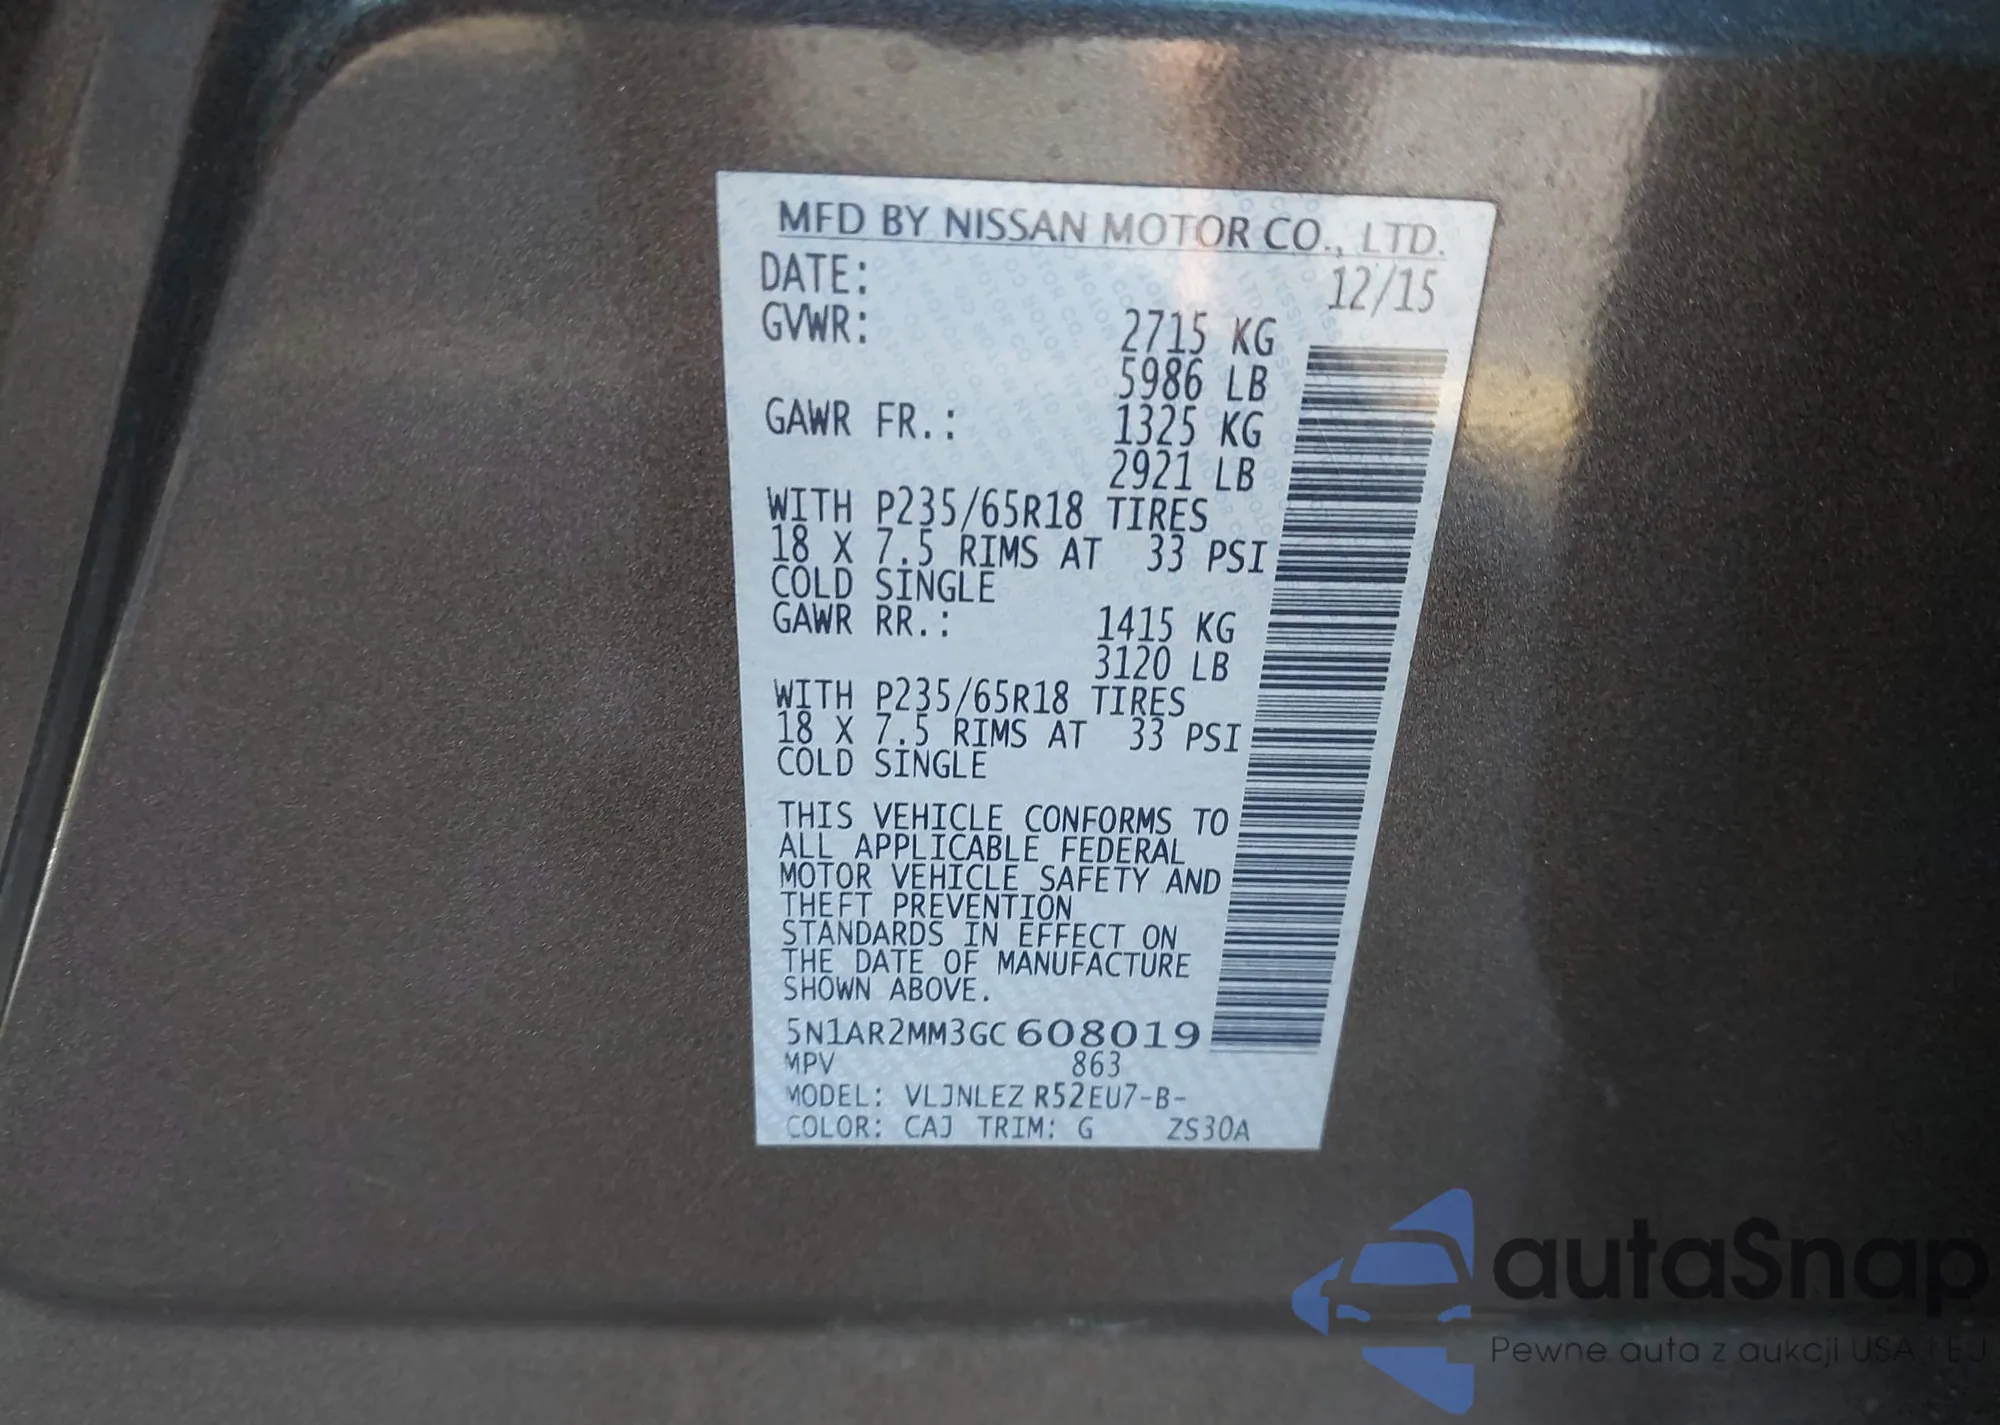 MFD BY NISSAN MOTOR CO., LTD.
DATE: 12/15
GVWR: 2715 KG
5986 LB
GAWR FR.: 1325 KG
2921 LB
WITH P235/65R18 TIRES
18 X 7.5 RIMS AT 33 PSI
COLD SINGLE
GAWR RR.: 1415 KG
3120 LB
WITH P235/65R18 TIRES
18 X 7.5 RIMS AT 33 PSI
COLD SINGLE
THIS VEHICLE CONFORMS TO
ALL APPLICABLE FEDERAL
MOTOR VEHICLE SAFETY AND
THEFT PREVENTION
STANDARDS IN EFFECT ON
THE DATE OF MANUFACTURE
SHOWN ABOVE.
5N1AR2MM3GC608019
MPV 863
MODEL: VLJNLEZ R52EU7-B-
COLOR: CAJ TRIM: G ZS30A
autaSnap
Pewne auta z aukcji USA i EU